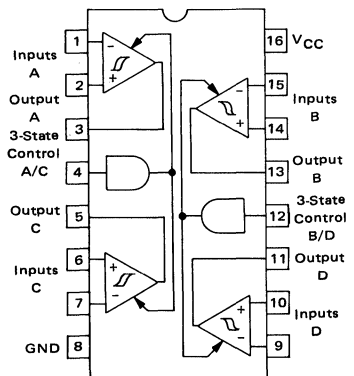 1
Inputs
A
2
Output
A
3
3-State
Control
A/C
4
Output
C
5
6
Inputs
C
7
GND
8
16
VCC
15
Inputs
B
14
Output
B
13
3-State
Control
B/D
12
11
Output
D
10
Inputs
D
9
−
+
−
+
+
−
+
−